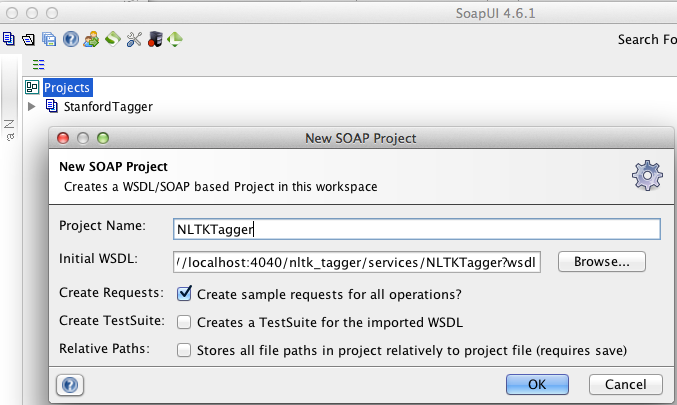 SoapUI 4.6.1
Search Fo
Projects
StanfordTagger
a N
New SOAP Project
New SOAP Project
Creates a WSDL/SOAP based Project in this workspace
Project Name: NLTKTagger
Initial WSDL: //localhost:4040/nltk_tagger/services/NLTKTagger?wsdl Browse...
Create Requests: Create sample requests for all operations?
Create TestSuite: Creates a TestSuite for the imported WSDL
Relative Paths: Stores all file paths in project relatively to project file (requires save)
? OK Cancel